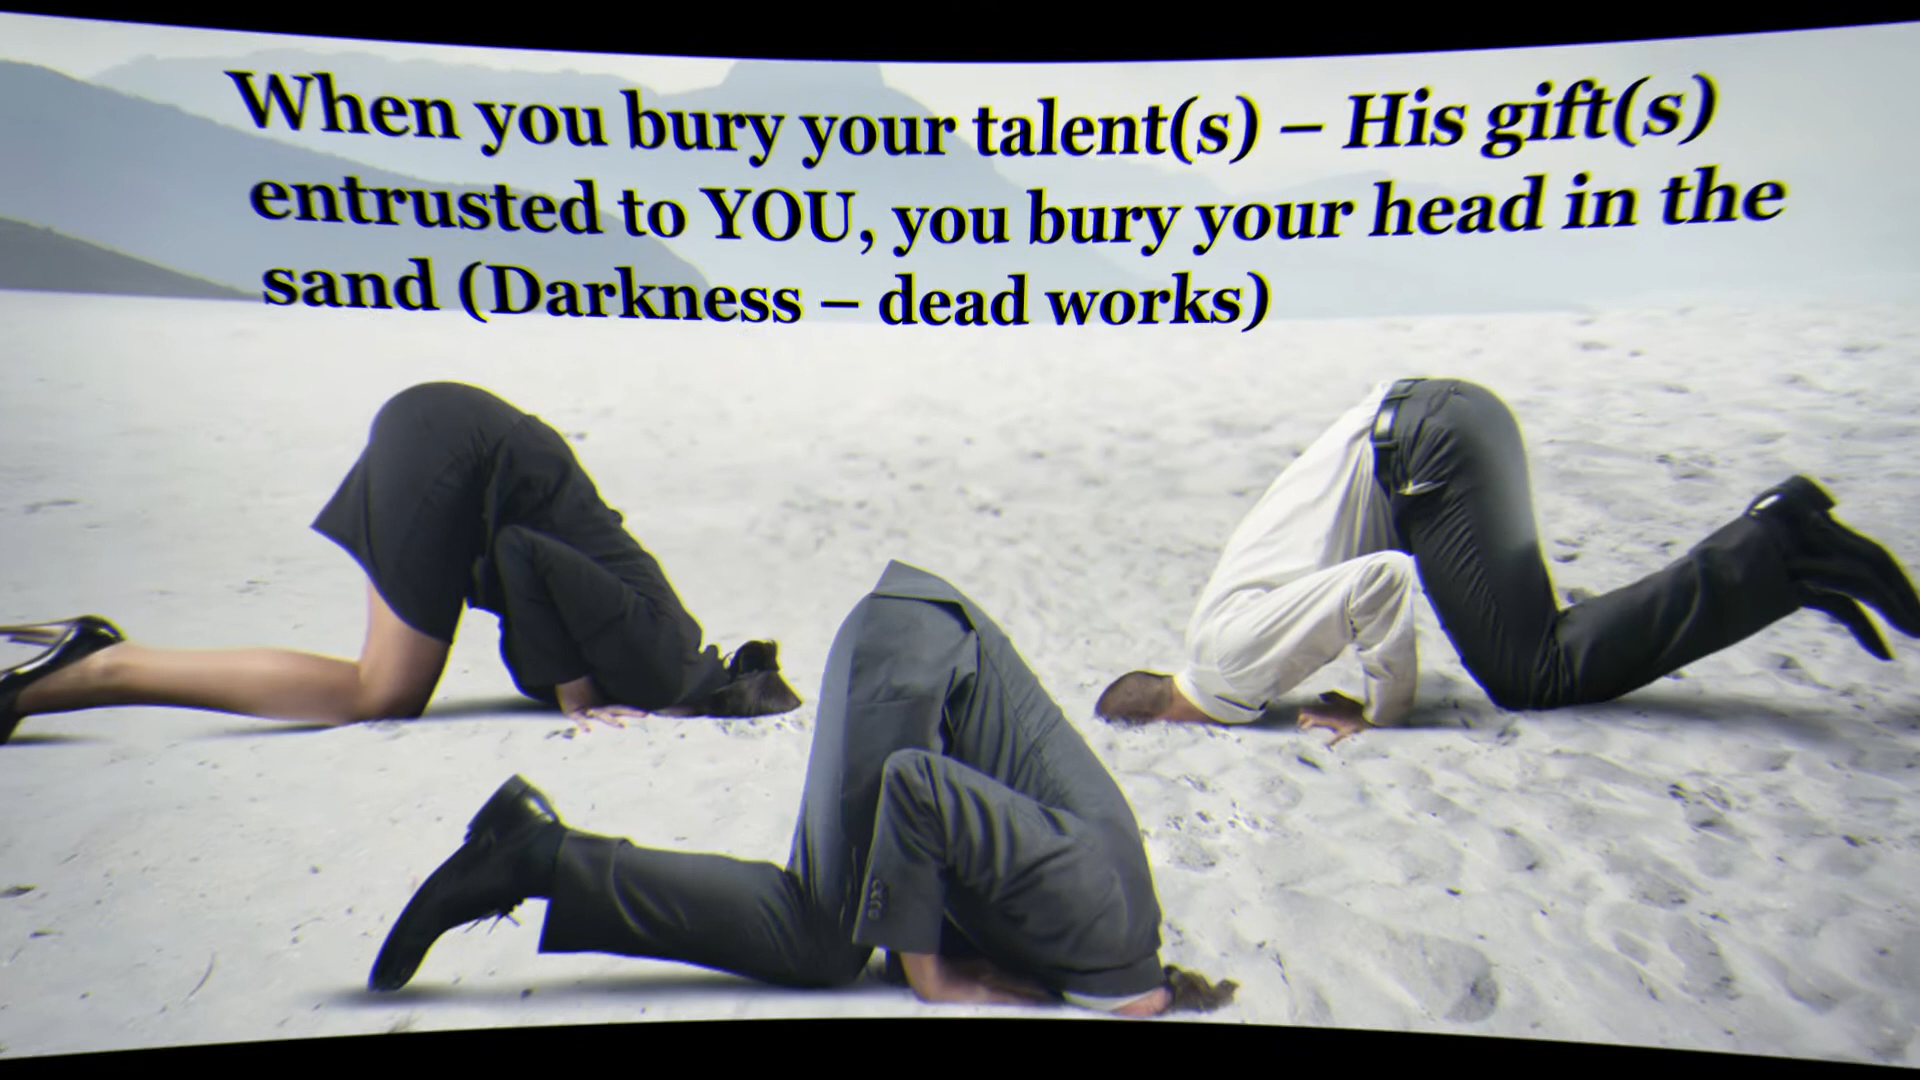 When you bury your talent(s) – His gift(s)
entrusted to YOU, you bury your head in the
sand (Darkness – dead works)